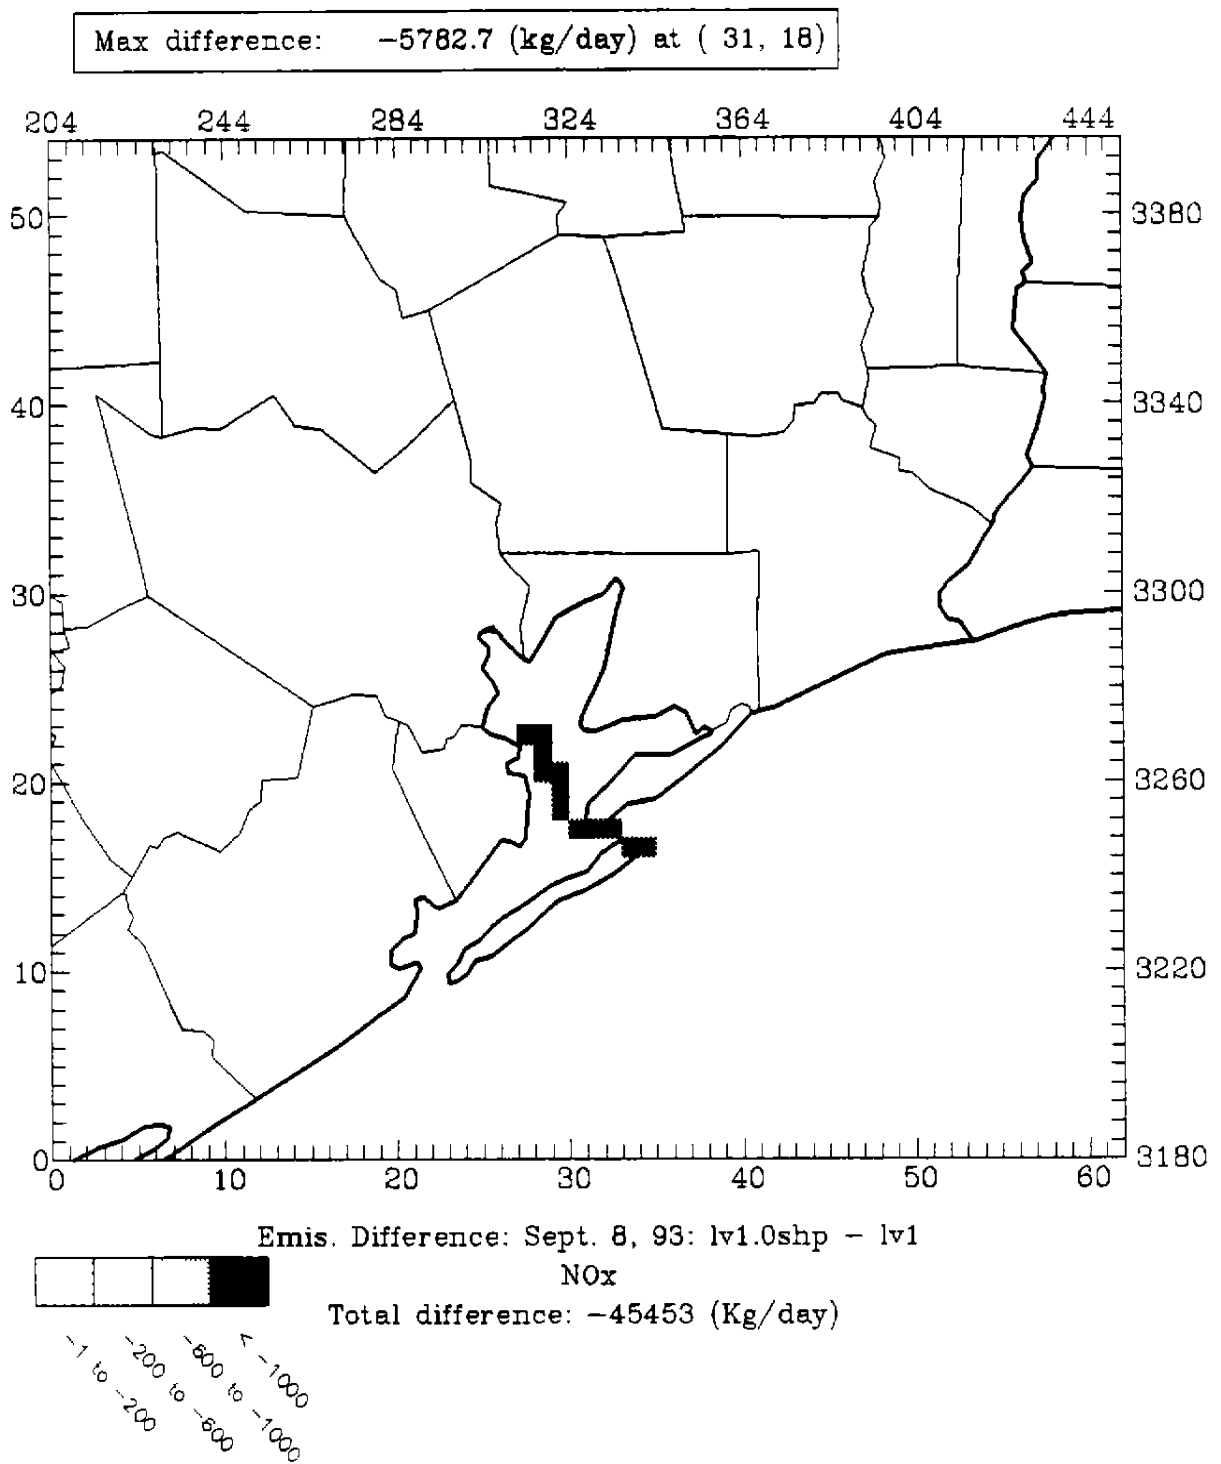 Max difference: -5782.7 (kg/day) at ( 31, 18)
204 244 284 324 364 404 444
50 3380
40 3340
30 3300
20 3260
10 3220
0 3180
0 10 20 30 40 50 60
Emis. Difference: Sept. 8, 93: lv1.0shp - lv1
NOx
Total difference: -45453 (Kg/day)
-1 to -200
-200 to -600
-600 to -1000
< -1000